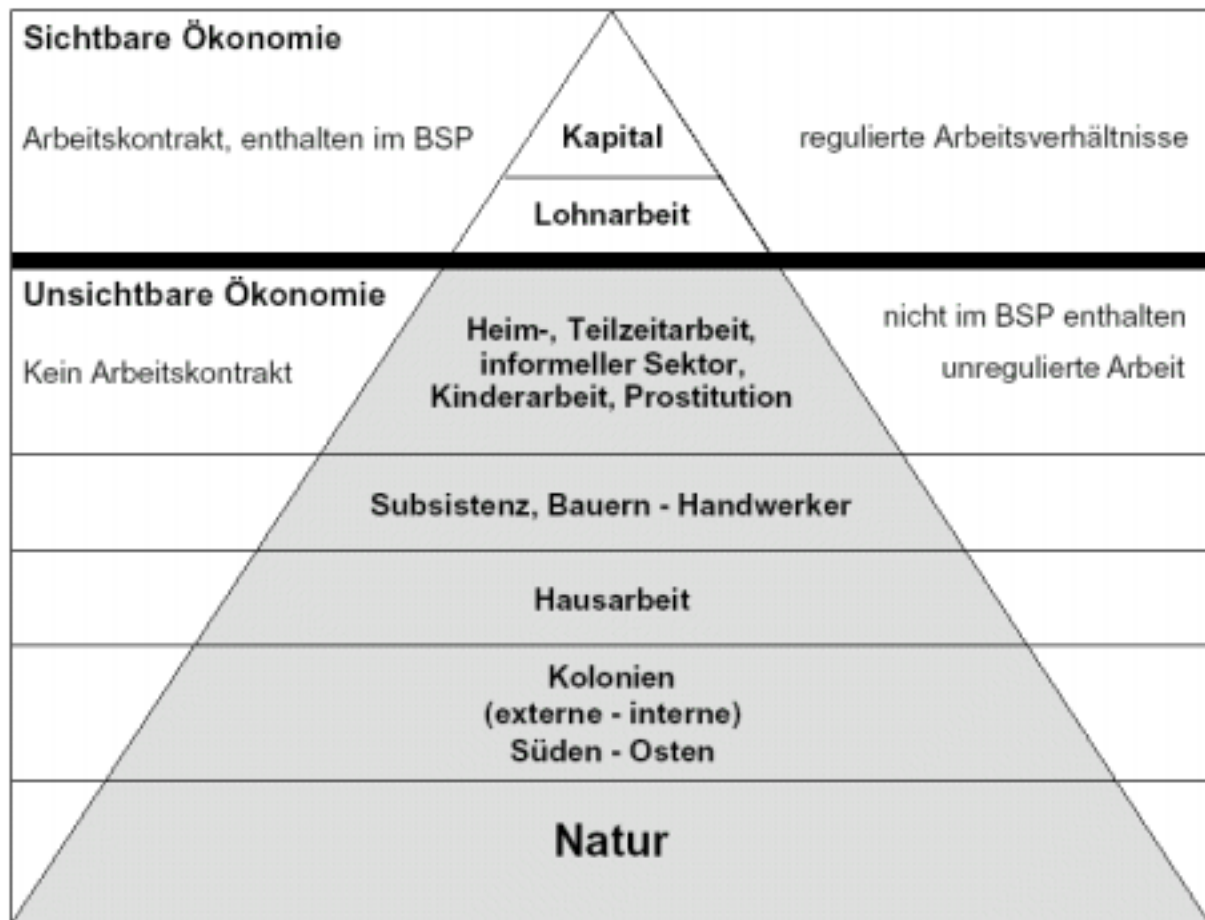 Sichtbare Ökonomie
Arbeitskontrakt, enthalten im BSP
Kapital
regulierte Arbeitsverhältnisse
Lohnarbeit
Unsichtbare Ökonomie
Kein Arbeitskontrakt
Heim-, Teilzeitarbeit,
informeller Sektor,
Kinderarbeit, Prostitution
nicht im BSP enthalten
unregulierte Arbeit
Subsistenz, Bauern - Handwerker
Hausarbeit
Kolonien
(externe - interne)
Süden - Osten
Natur